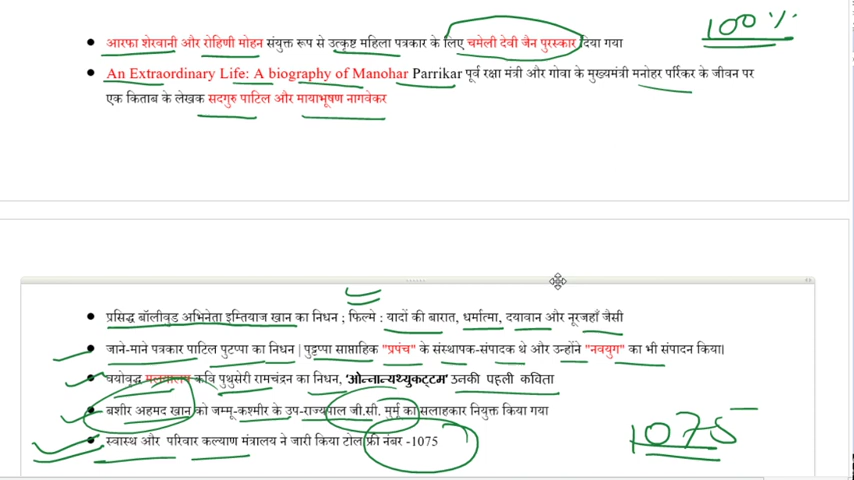 100 %
आरफा शेरवानी और रोहिणी मोहन संयुक्त रूप से उत्कृष्ट महिला पत्रकार के लिए चमेली देवी जैन पुरस्कार दिया गया
An Extraordinary Life: A biography of Manohar Parrikar पूर्व रक्षा मंत्री और गोवा के मुख्यमंत्री मनोहर पर्रिकर के जीवन पर
एक किताब के लेखक सदगुरु पाटिल और मायाभूषण नागवेकर
प्रसिद्ध बॉलीवुड अभिनेता इम्तियाज खान का निधन ; फिल्मे : यादों की बारात, धर्मात्मा, दयावान और नूरजहाँ जैसी
जाने-माने पत्रकार पाटिल पुटप्पा का निधन | पुट्टप्पा साप्ताहिक "प्रपंच" के संस्थापक-संपादक थे और उन्होंने "नवयुग" का भी संपादन किया।
वयोवृद्ध मलयालम कवि पुथुसेरी रामचंद्रन का निधन, 'ओन्नान्यथ्युकट्टम' उनकी पहली कविता
बशीर अहमद खान को जम्मू-कश्मीर के उप-राज्यपाल जी.सी. मुर्मू का सलाहकार नियुक्त किया गया
स्वास्थ और परिवार कल्याण मंत्रालय ने जारी किया टोल फ्री नंबर -1075
1075